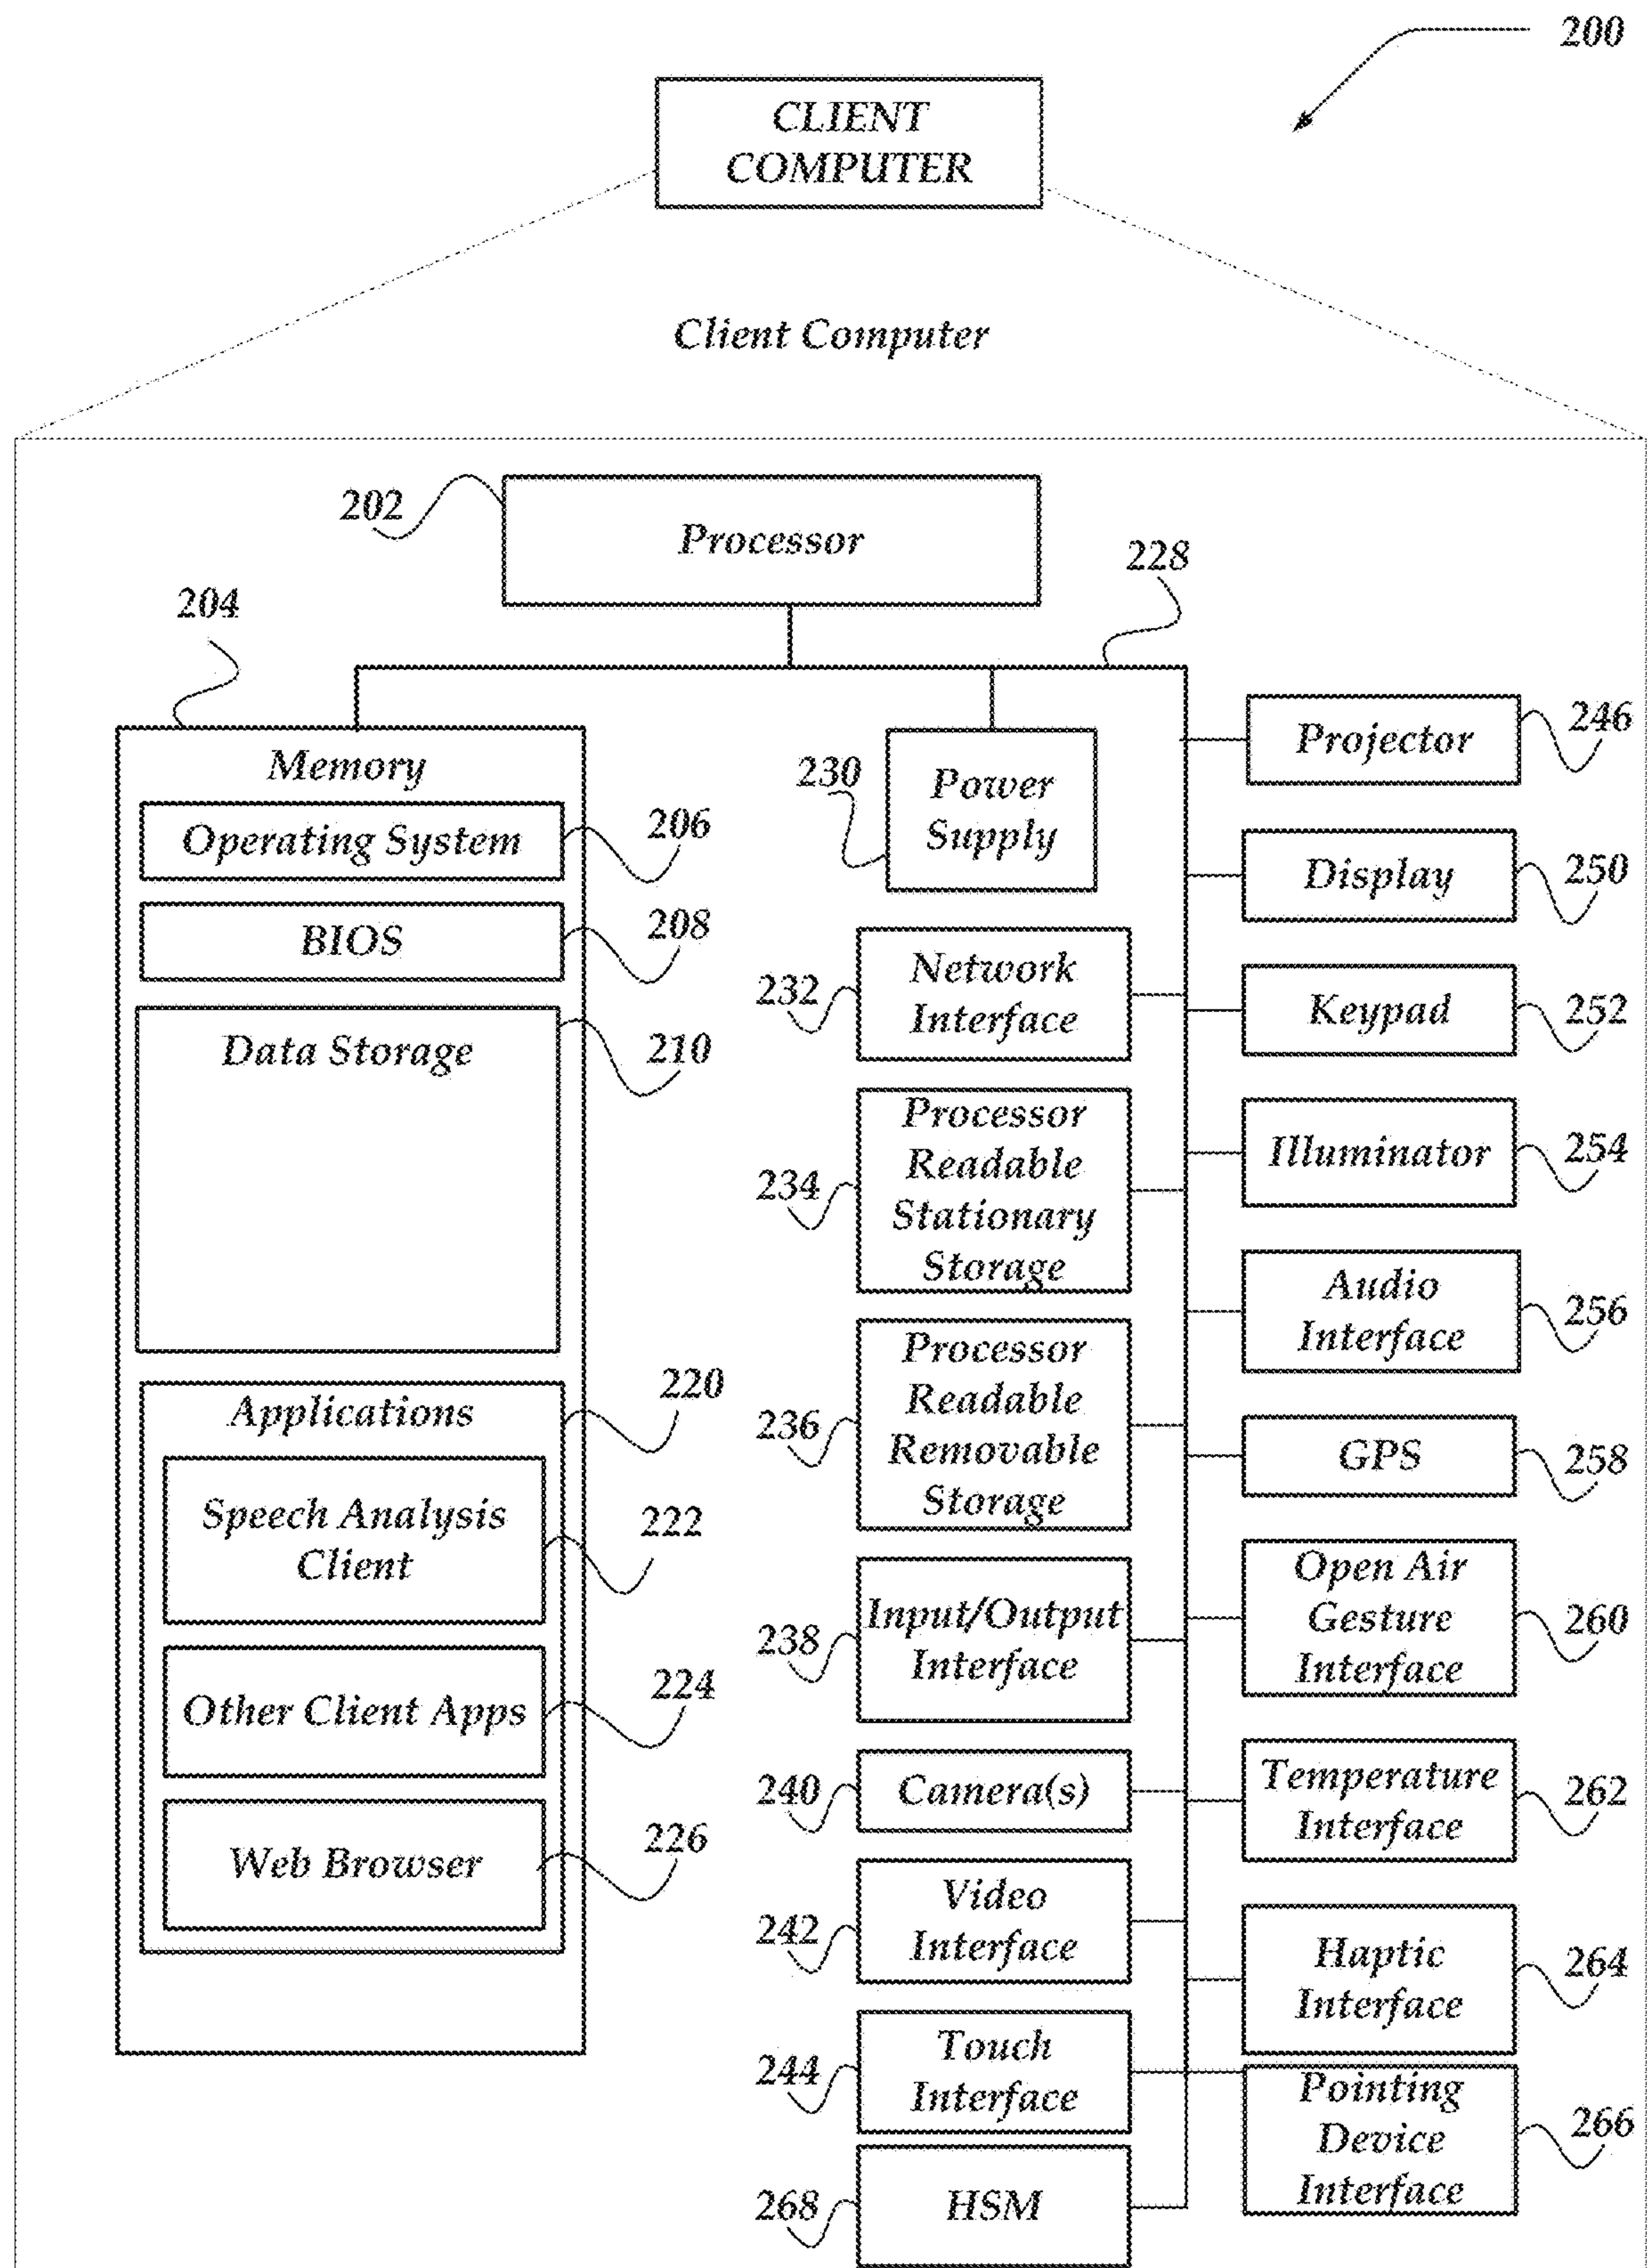 200
CLIENT
COMPUTER
Client Computer
202
Processor
228
204
Memory
Operating System
206
BIOS
208
Data Storage
210
Applications
220
Speech Analysis
Client
222
Other Client Apps
224
Web Browser
226
230
Power
Supply
232
Network
Interface
234
Processor
Readable
Stationary
Storage
236
Processor
Readable
Removable
Storage
238
Input/Output
Interface
240
Camera(s)
242
Video
Interface
244
Touch
Interface
268
HSM
Projector
246
Display
250
Keypad
252
Illuminator
254
Audio
Interface
256
GPS
258
Open Air
Gesture
Interface
260
Temperature
Interface
262
Haptic
Interface
264
Pointing
Device
Interface
266